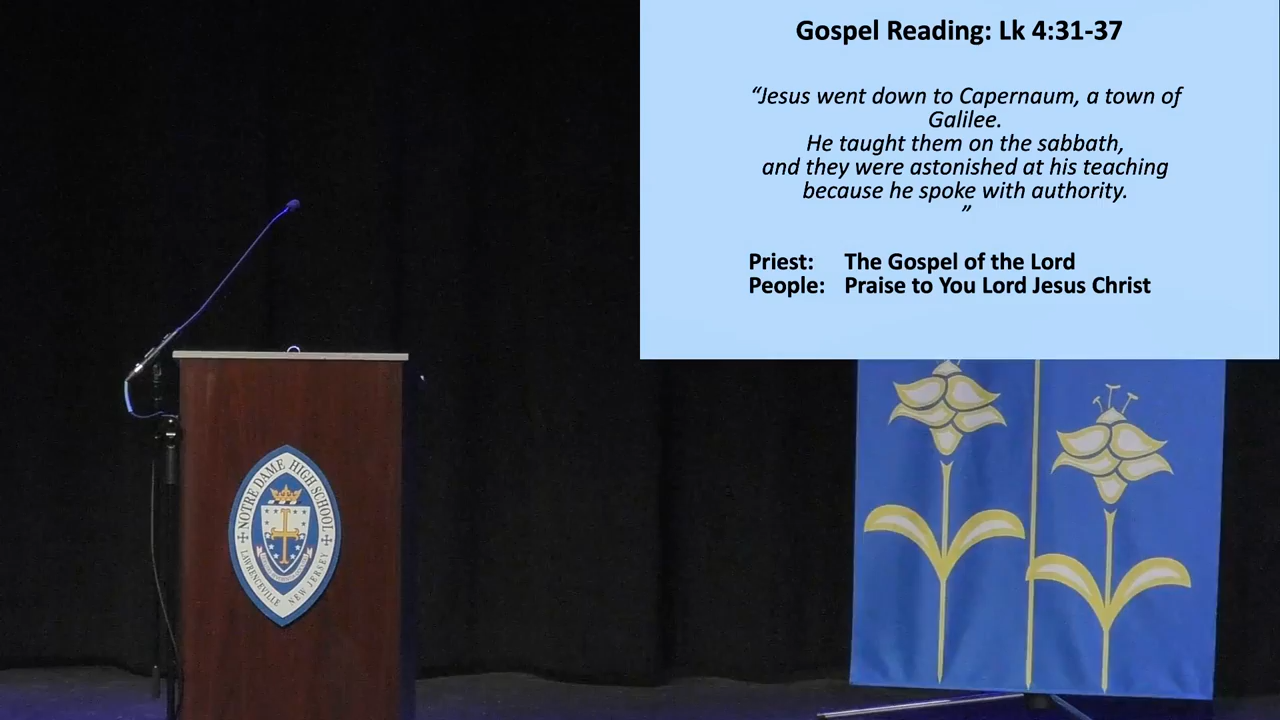 Gospel Reading: Lk 4:31-37
“Jesus went down to Capernaum, a town of
Galilee.
He taught them on the sabbath,
and they were astonished at his teaching
because he spoke with authority.
”
Priest: The Gospel of the Lord
People: Praise to You Lord Jesus Christ
NOTRE DAME HIGH SCHOOL
LAWRENCEVILLE NEW JERSEY